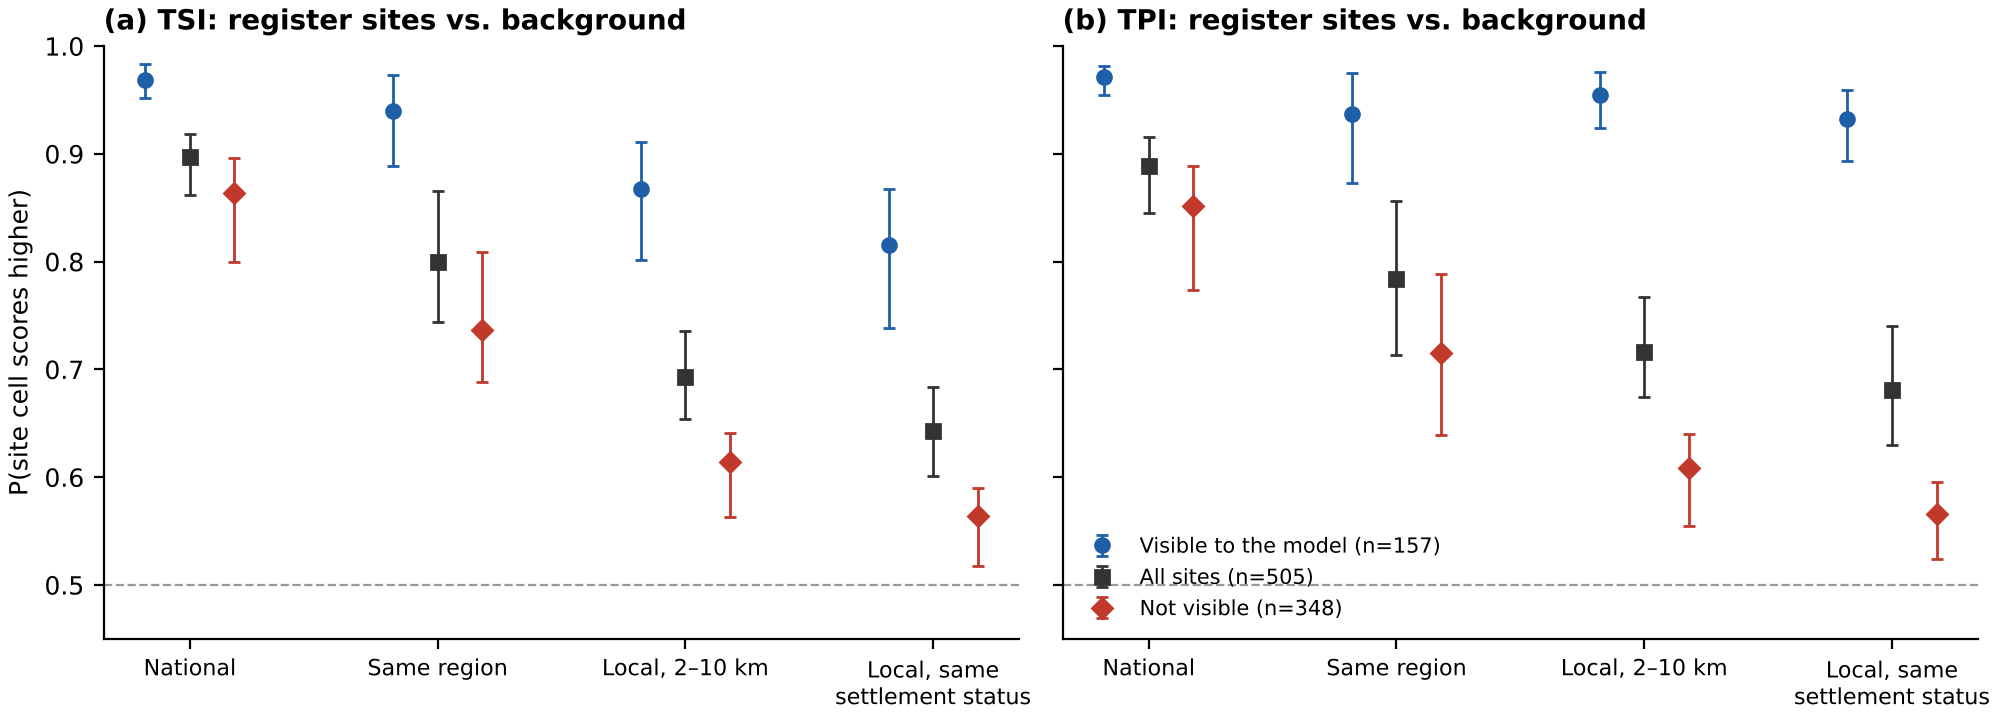 (a) TSI: register sites vs. background
(b) TPI: register sites vs. background
P(site cell scores higher)
1.0
0.9
0.8
0.7
0.6
0.5
National
Same region
Local, 2–10 km
Local, same
settlement status
Visible to the model (n=157)
All sites (n=505)
Not visible (n=348)
National
Same region
Local, 2–10 km
Local, same
settlement status